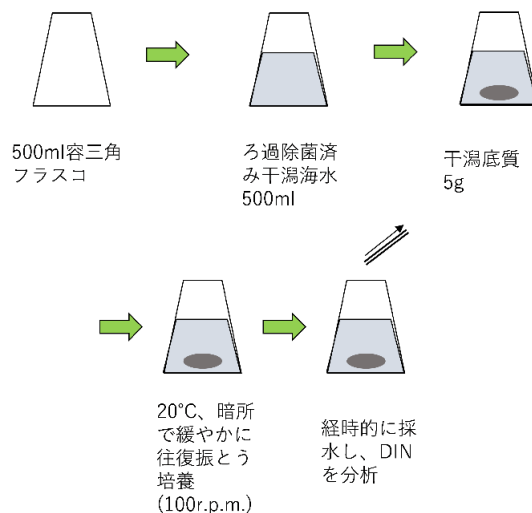 500ml容三角
フラスコ
ろ過除菌済
み干潟海水
500ml
干潟底質
5g
20°C、暗所
で緩やかに
往復振とう
培養
(100r.p.m.)
経時的に採
水し、DIN
を分析